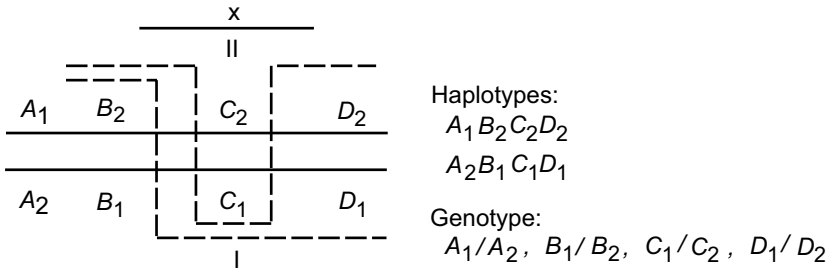 x
II
A₁ B₂ C₂ D₂
A₂ B₁ C₁ D₁
I
Haplotypes:
A₁B₂C₂D₂
A₂B₁C₁D₁
Genotype:
A₁/A₂, B₁/B₂, C₁/C₂, D₁/D₂